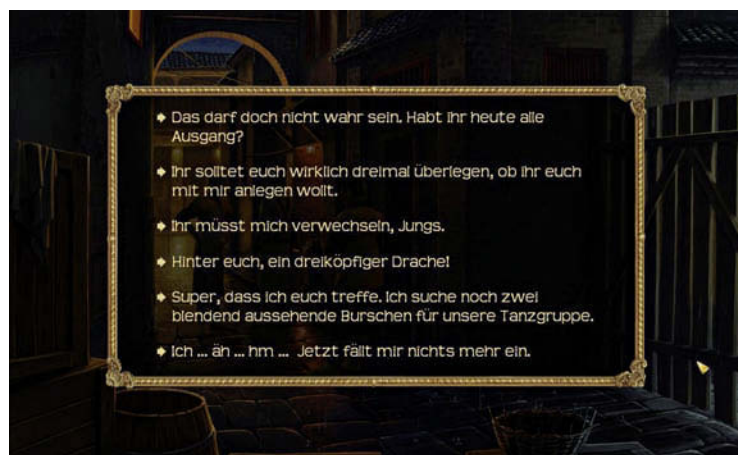 Das darf doch nicht wahr sein. Habt ihr heute alle
Ausgang?
Ihr solltet euch wirklich dreimal überlegen, ob ihr euch
mit mir anlegen wollt.
Ihr müsst mich verwechseln, Jungs.
Hinter euch, ein dreiköpfiger Drache!
Super, dass ich euch treffe. Ich suche noch zwei
blendend aussehende Burschen für unsere Tanzgruppe.
Ich ... äh ... hm ... Jetzt fällt mir nichts mehr ein.